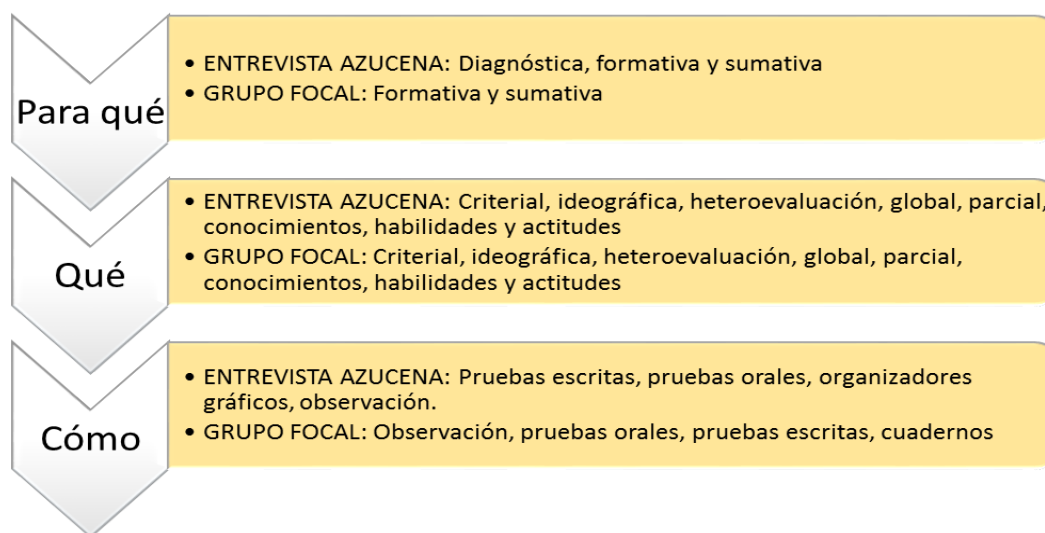 Para qué
• ENTREVISTA AZUCENA: Diagnóstica, formativa y sumativa
• GRUPO FOCAL: Formativa y sumativa
Qué
• ENTREVISTA AZUCENA: Criterial, ideográfica, heteroevaluación, global, parcial,
conocimientos, habilidades y actitudes
• GRUPO FOCAL: Criterial, ideográfica, heteroevaluación, global, parcial,
conocimientos, habilidades y actitudes
Cómo
• ENTREVISTA AZUCENA: Pruebas escritas, pruebas orales, organizadores
gráficos, observación.
• GRUPO FOCAL: Observación, pruebas orales, pruebas escritas, cuadernos